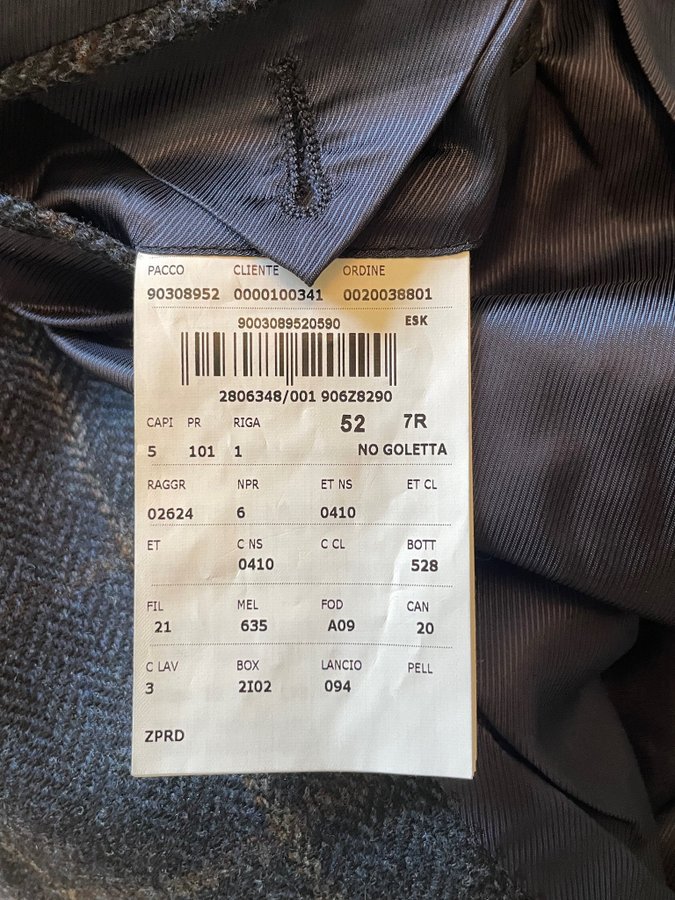 PACCO CLIENTE ORDINE
90308952 0000100341 0020038801
9003089520590 ESK
2806348/001 906Z8290
CAPI PR RIGA 52 7R
5 101 1 NO GOLETTA
RAGGR NPR ET NS ET CL
02624 6 0410
ET C NS C CL BOTT
0410 528
FIL MEL FOD CAN
21 635 A09 20
C LAV BOX LANCIO PELL
3 2I02 094
ZPRD